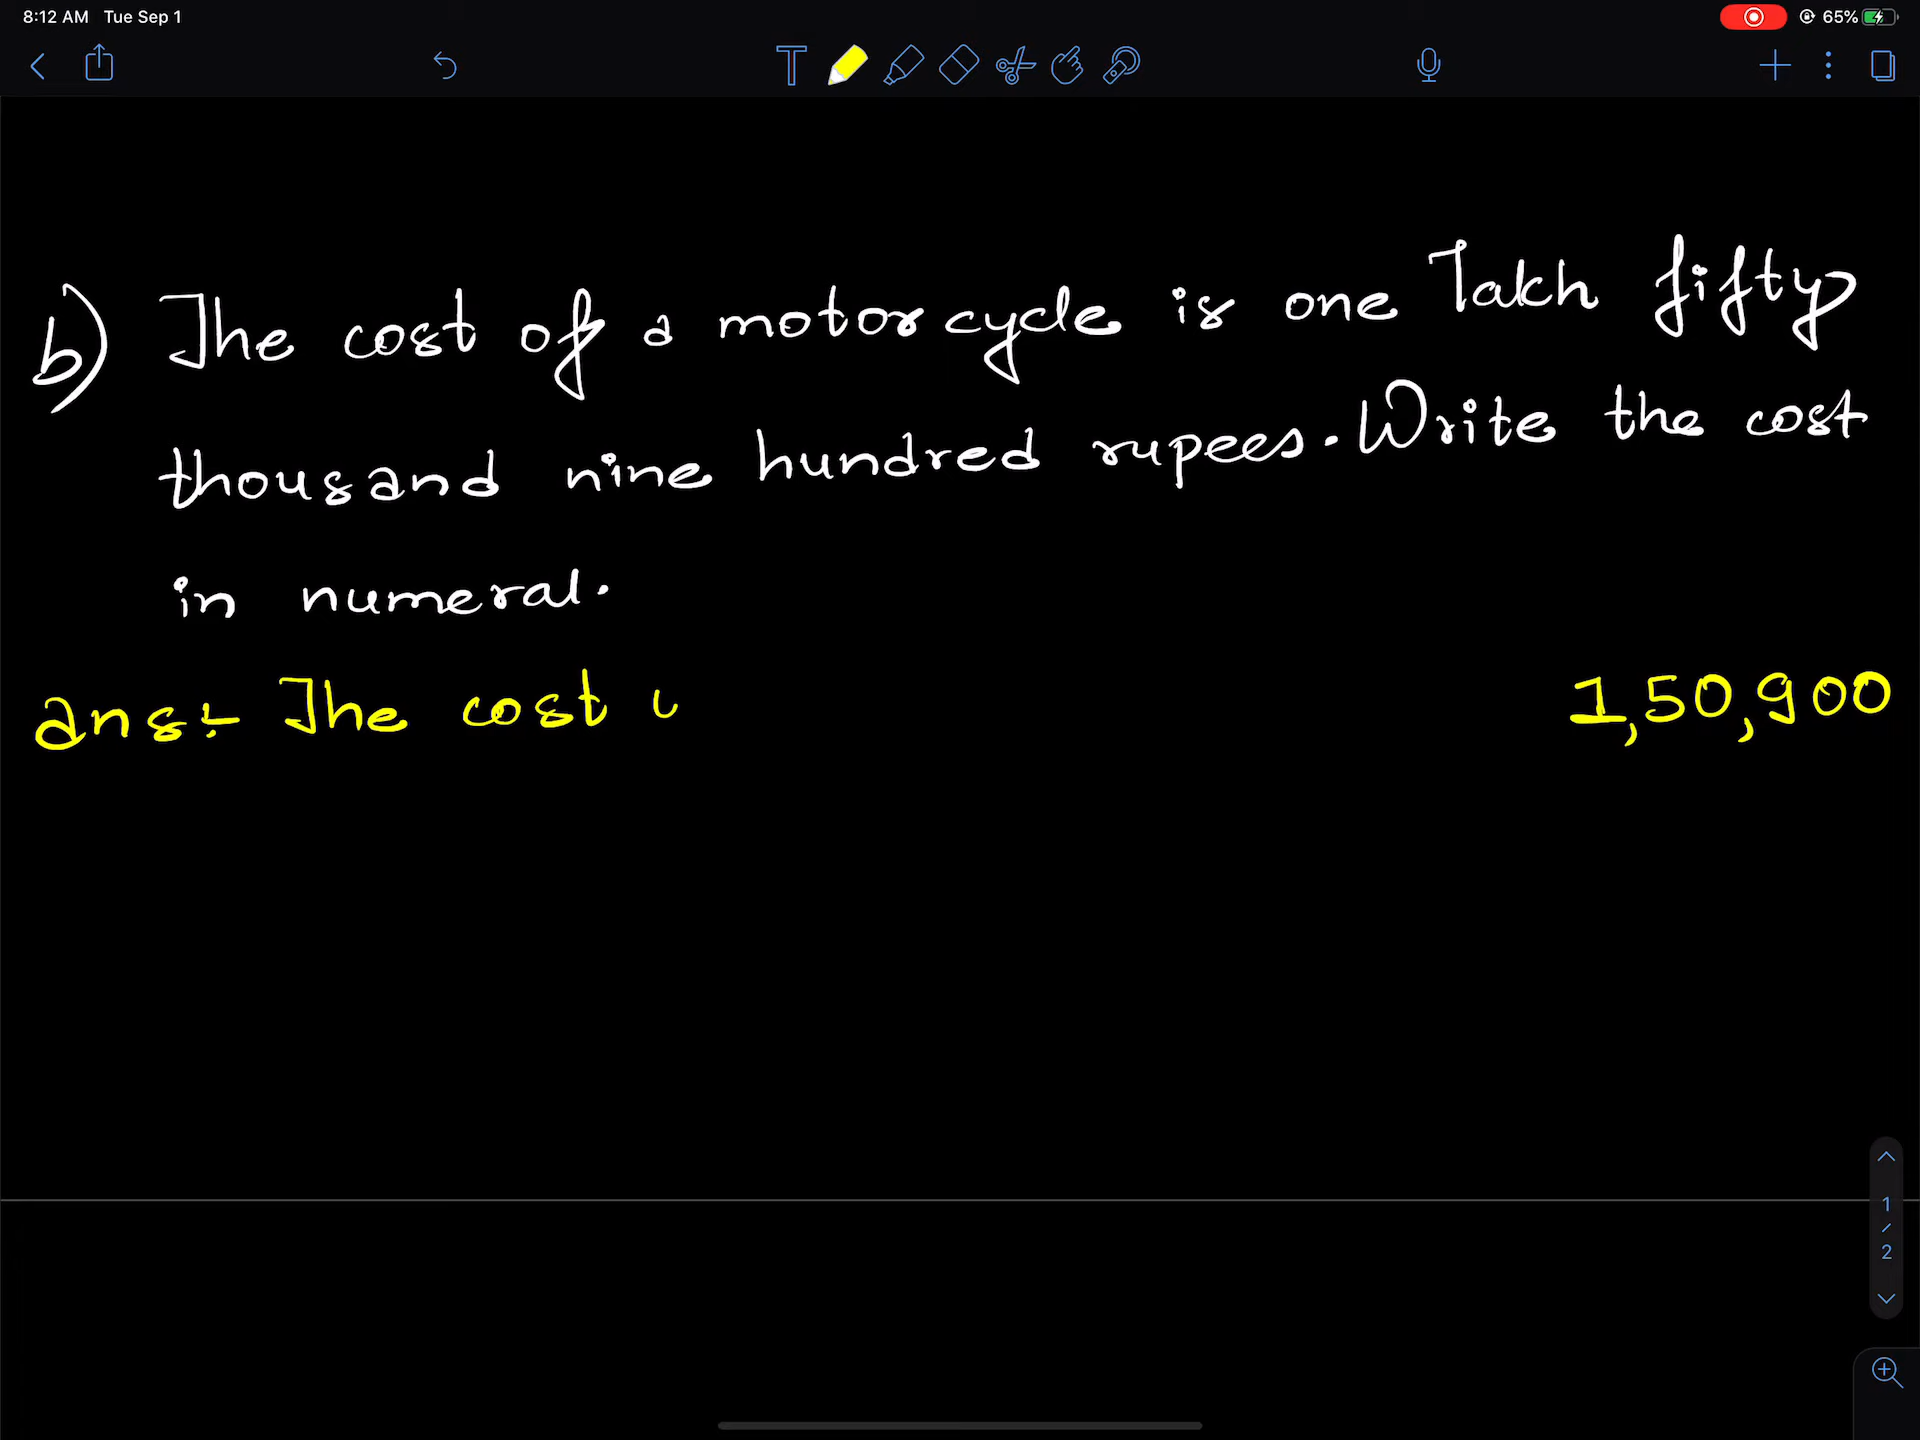 8:12 AM Tue Sep 1
65%
b) The cost of a motorcycle is one lakh fifty
thousand nine hundred rupees. Write the cost
in numeral.
ans:- The cost 1,50,900
1
/
2